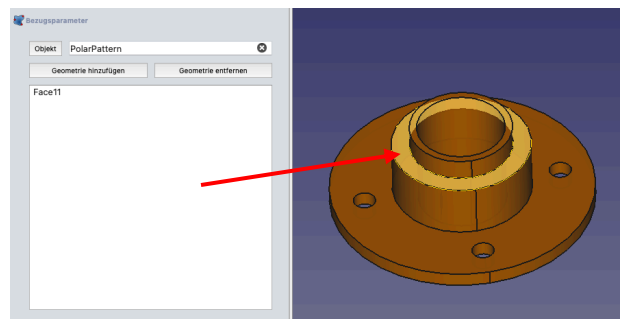 Bezugsparameter
Objekt PolarPattern
Geometrie hinzufügen Geometrie entfernen
Face11